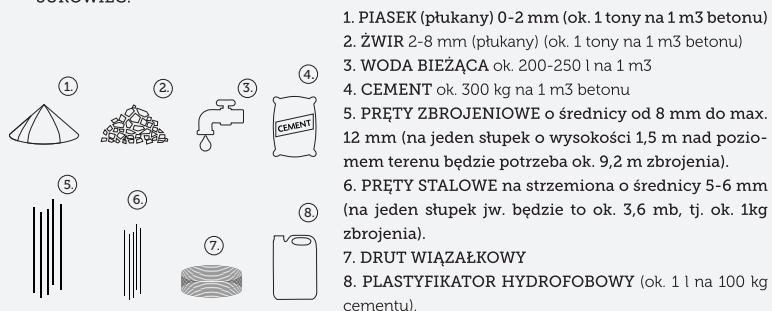 SUROWIEC:
1. PIASEK (płukany) 0-2 mm (ok. 1 tony na 1 m3 betonu)
2. ŻWIR 2-8 mm (płukany) (ok. 1 tony na 1 m3 betonu)
3. WODA BIEŻĄCA ok. 200-250 l na 1 m3
4. CEMENT ok. 300 kg na 1 m3 betonu
5. PRĘTY ZBROJENIOWE o średnicy od 8 mm do max.
12 mm (na jeden słupek o wysokości 1,5 m nad pozio-
mem terenu będzie potrzeba ok. 9,2 m zbrojenia).
6. PRĘTY STALOWE na strzemiona o średnicy 5-6 mm
(na jeden słupek jw. będzie to ok. 3,6 mb, tj. ok. 1kg
zbrojenia).
7. DRUT WIĄZAŁKOWY
8. PLASTYFIKATOR HYDROFOBOWY (ok. 1 l na 100 kg
cementu).
1.
2.
3.
4.
CEMENT
5.
6.
7.
8.